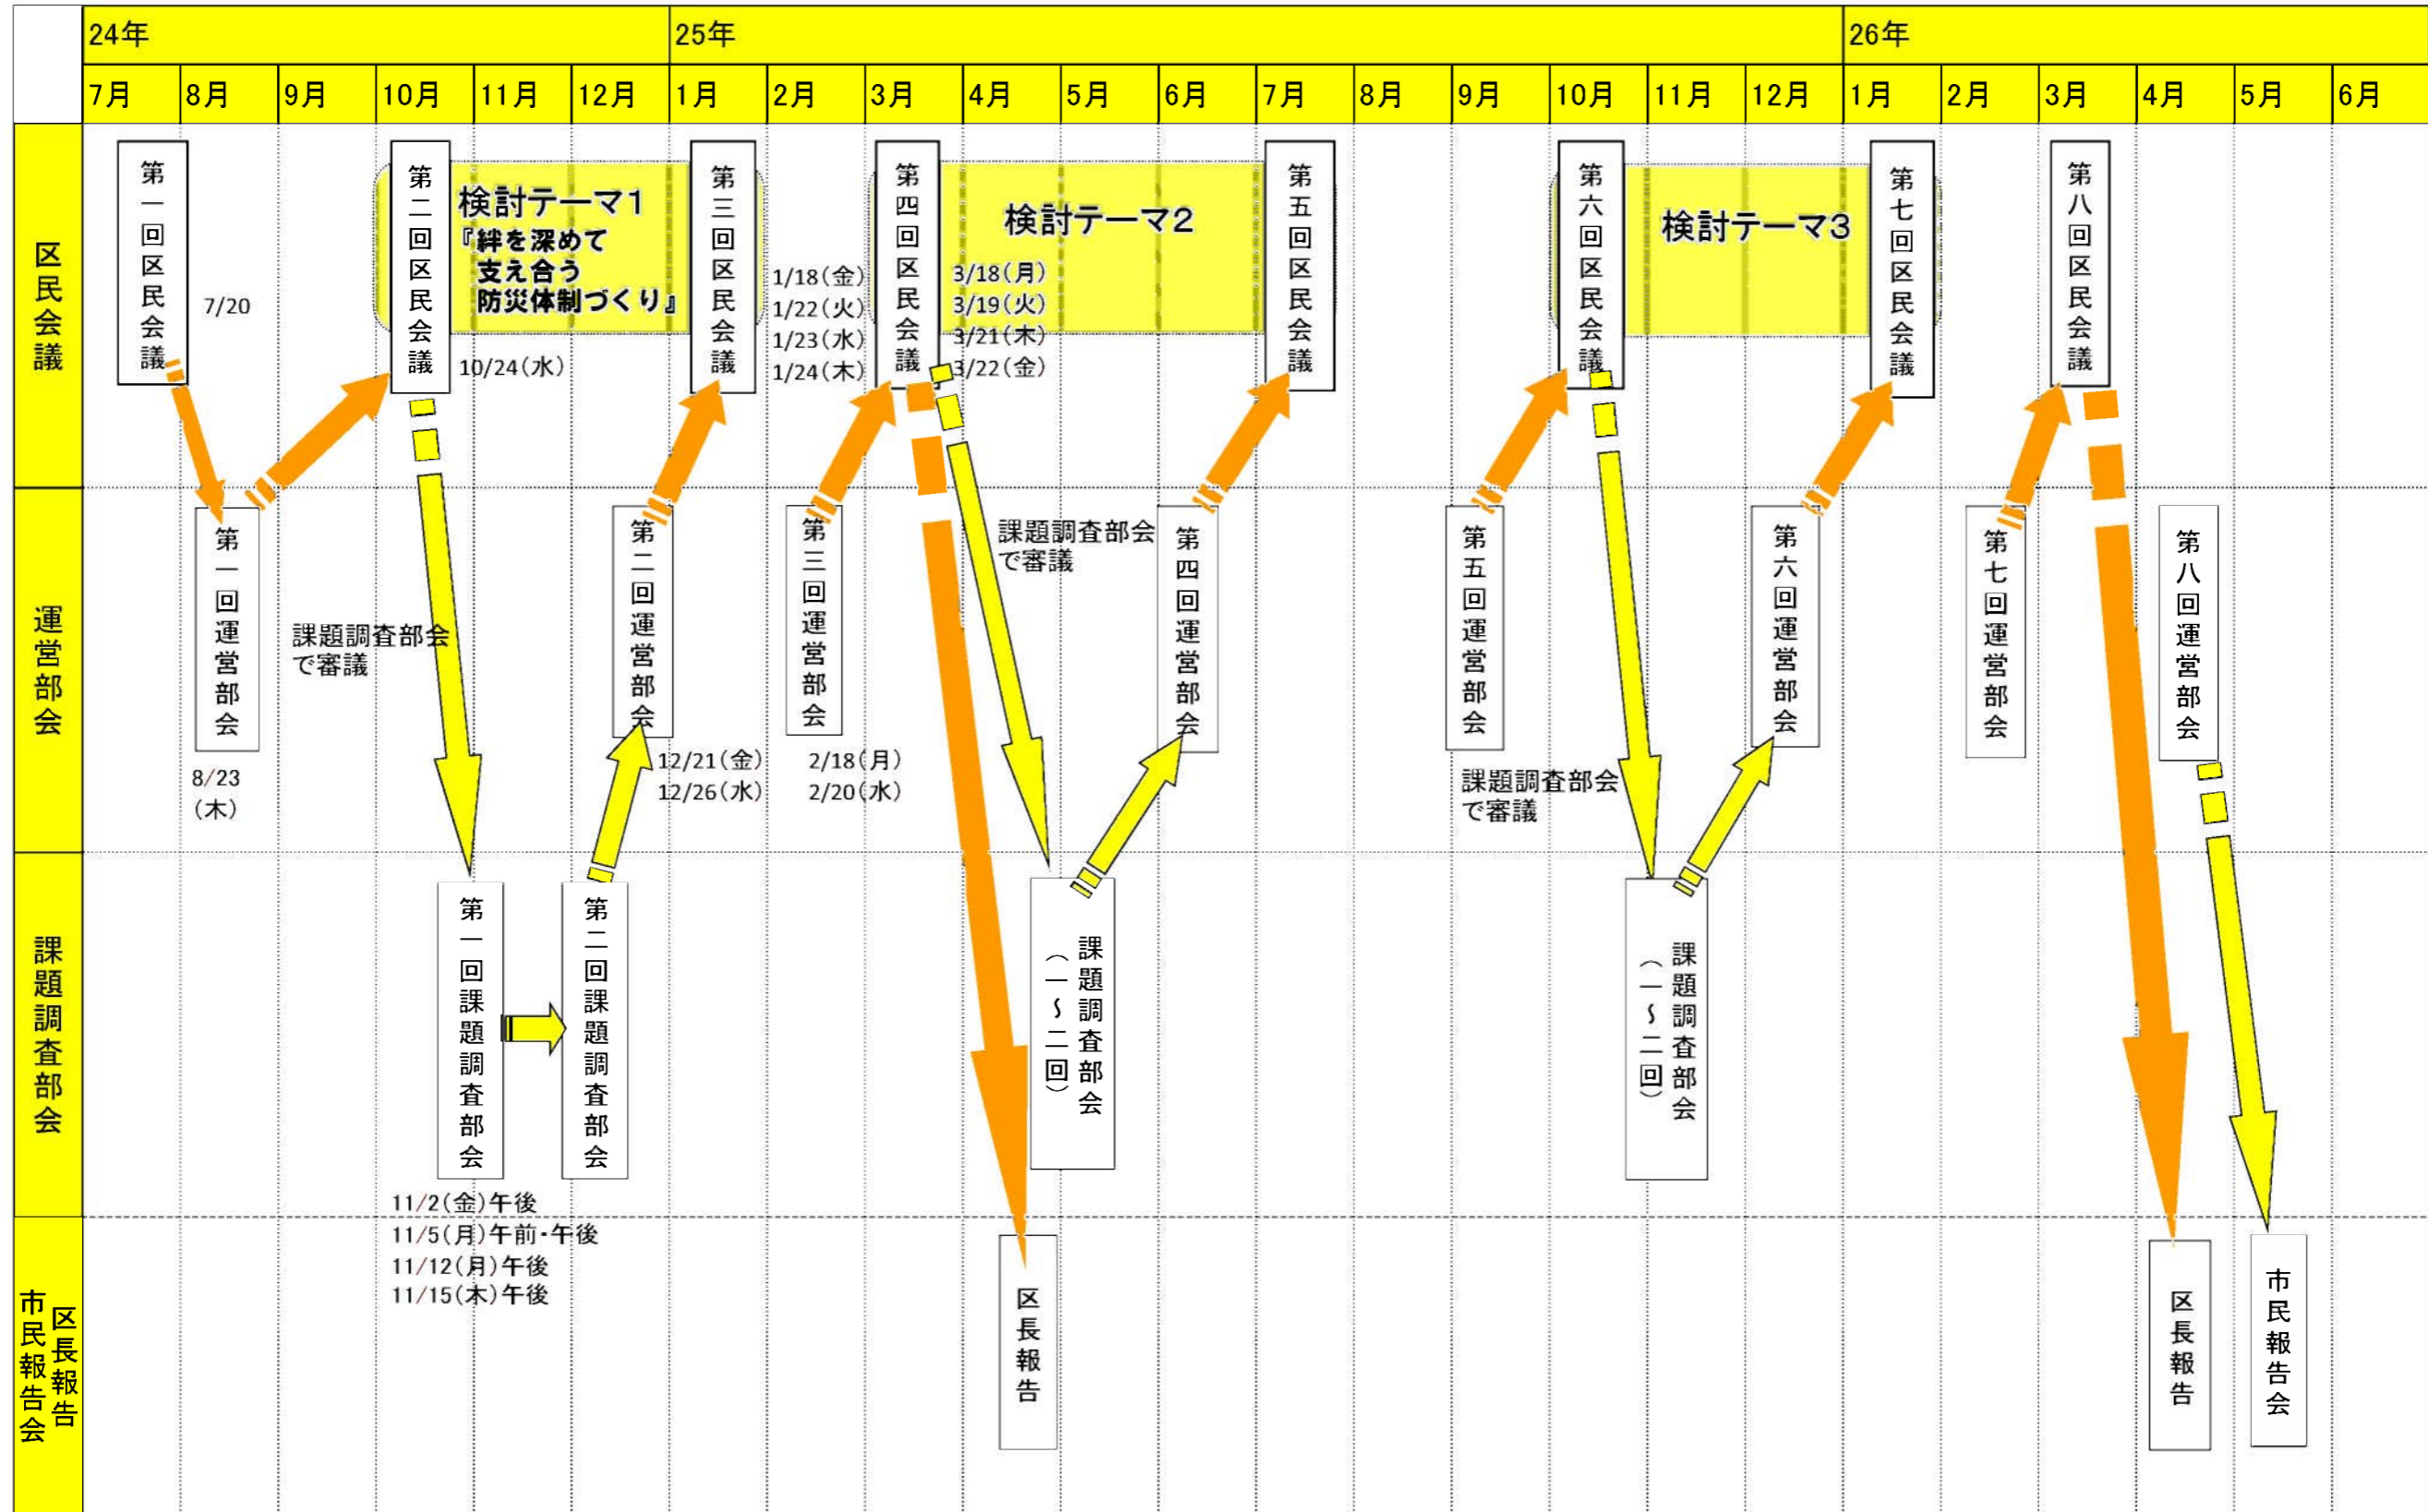 24年
25年
26年
7月
8月
9月
10月
11月
12月
1月
2月
3月
4月
5月
6月
7月
8月
9月
10月
11月
12月
1月
2月
3月
4月
5月
6月
区民会議
第一回区民会議
7/20
第二回区民会議
10/24(水)
検討テーマ1
『絆を深めて
支え合う
防災体制づくり』
第三回区民会議
1/18(金)
1/22(火)
1/23(水)
1/24(木)
第四回区民会議
3/18(月)
3/19(火)
3/21(木)
3/22(金)
検討テーマ2
第五回区民会議
第六回区民会議
検討テーマ3
第七回区民会議
第八回区民会議
運営部会
第一回運営部会
8/23
(木)
課題調査部会
で審議
第二回運営部会
12/21(金)
12/26(水)
第三回運営部会
2/18(月)
2/20(水)
課題調査部会
で審議
第四回運営部会
第五回運営部会
課題調査部会
で審議
第六回運営部会
第七回運営部会
第八回運営部会
課題調査部会
第一回課題調査部会
11/2(金)午後
11/5(月)午前・午後
11/12(月)午後
11/15(木)午後
第二回課題調査部会
課題調査部会
(一~二回)
課題調査部会
(一~二回)
区長報告
市民報告会
区長報告
区長報告
市民報告会